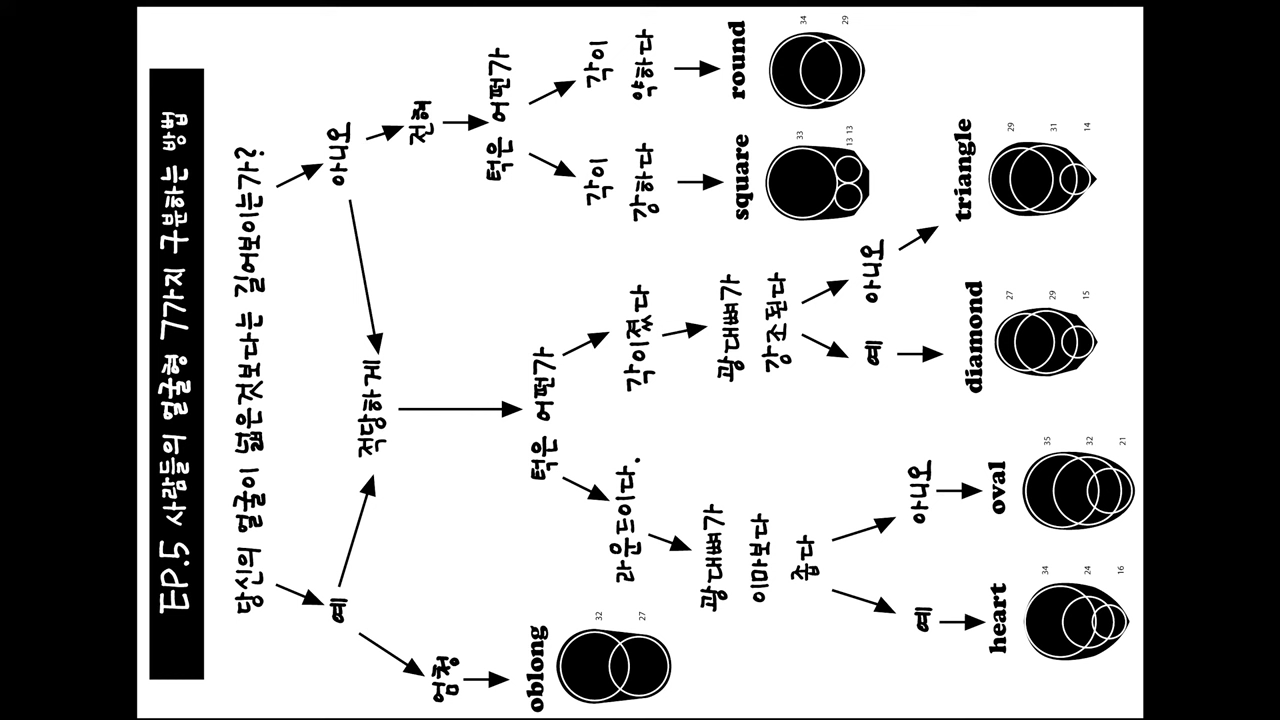 EP.5 사람들의 얼굴형 7가지 구분하는 방법
당신의 얼굴이 넓은것보다는 길어보이는가?
예
아니오
적당하게
전혀
엄청
턱은 어떤가
턱은 어떤가
각이
강하다
각이
약하다
oblong
32
27
라운드이다.
각이졌다
square
33
13 13
round
34
29
광대뼈가
이마보다
좁다
광대뼈가
강조된다
예
아니오
예
아니오
heart
34
24
16
oval
35
32
21
diamond
27
29
15
triangle
29
31
14